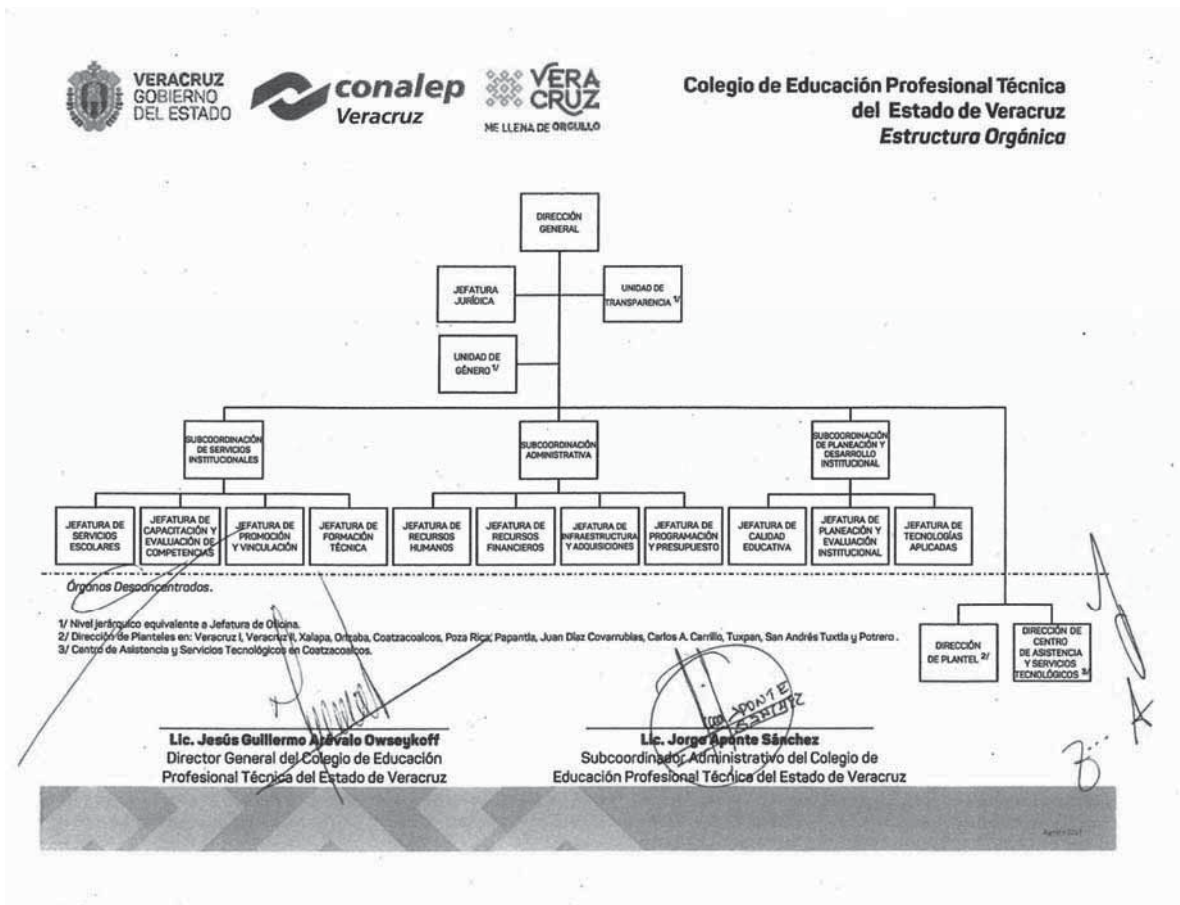 VERACRUZ
GOBIERNO
DEL ESTADO
conalep
Veracruz
VERA
CRUZ
ME LLENA DE ORGULLO
Colegio de Educación Profesional Técnica
del Estado de Veracruz
Estructura Orgánica
DIRECCIÓN
GENERAL
JEFATURA
JURÍDICA
UNIDAD DE
TRANSPARENCIA 1/
UNIDAD DE
GÉNERO 1/
SUBCOORDINACIÓN
DE SERVICIOS
INSTITUCIONALES
SUBCOORDINACIÓN
ADMINISTRATIVA
SUBCOORDINACIÓN
DE PLANEACIÓN Y
DESARROLLO
INSTITUCIONAL
JEFATURA DE
SERVICIOS
ESCOLARES
JEFATURA DE
CAPACITACIÓN Y
EVALUACIÓN DE
COMPETENCIAS
JEFATURA DE
PROMOCIÓN
Y VINCULACIÓN
JEFATURA DE
FORMACIÓN
TÉCNICA
JEFATURA DE
RECURSOS
HUMANOS
JEFATURA DE
RECURSOS
FINANCIEROS
JEFATURA DE
INFRAESTRUCTURA
Y ADQUISICIONES
JEFATURA DE
PROGRAMACIÓN
Y PRESUPUESTO
JEFATURA DE
CALIDAD
EDUCATIVA
JEFATURA DE
PLANEACIÓN Y
EVALUACIÓN
INSTITUCIONAL
JEFATURA DE
TECNOLOGÍAS
APLICADAS
Órganos Desconcentrados.
1/ Nivel jerárquico equivalente a Jefatura de Oficina.
2/ Dirección de Planteles en: Veracruz I, Veracruz II, Xalapa, Orizaba, Coatzacoalcos, Poza Rica, Papantla, Juan Díaz Covarrubias, Carlos A. Carrillo, Tuxpan, San Andrés Tuxtla y Potrero .
3/ Centro de Asistencia y Servicios Tecnológicos en Coatzacoalcos.
DIRECCIÓN
DE PLANTEL 2/
DIRECCIÓN DE
CENTRO
DE ASISTENCIA
Y SERVICIOS
TECNOLÓGICOS 3/
APONTE
SÁNCHEZ
Lic. Jesús Guillermo Arévalo Owseykoff
Director General del Colegio de Educación
Profesional Técnica del Estado de Veracruz
Lic. Jorge Aponte Sánchez
Subcoordinador Administrativo del Colegio de
Educación Profesional Técnica del Estado de Veracruz